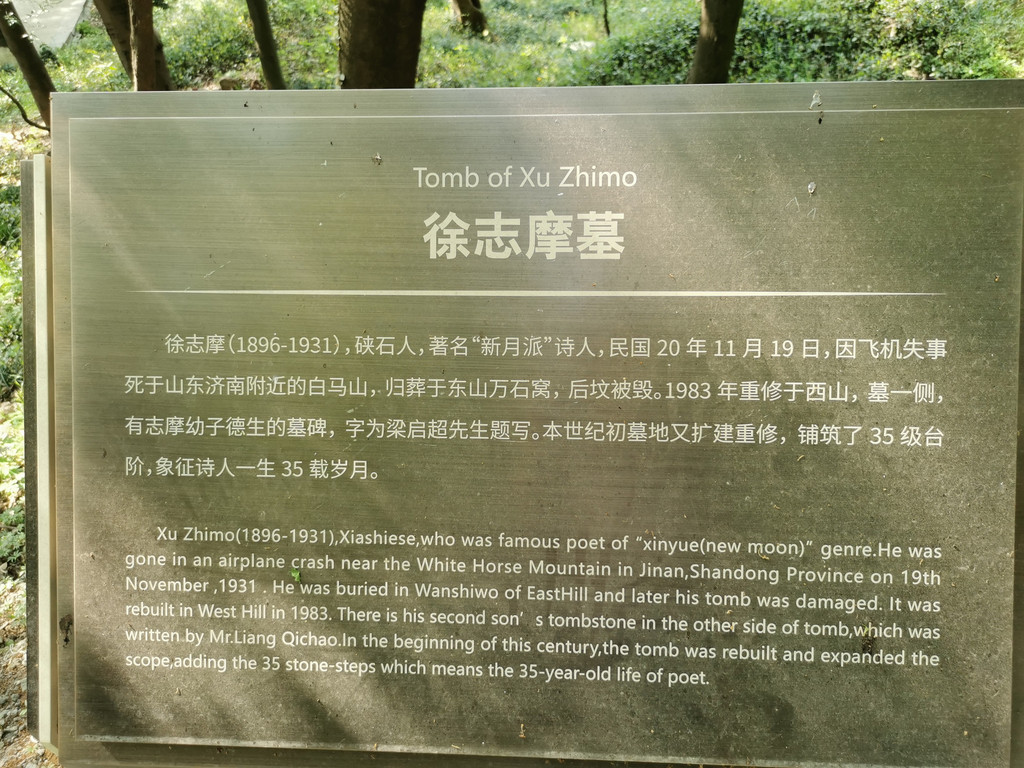 Tomb of Xu Zhimo
徐志摩墓
徐志摩(1896-1931),硖石人,著名“新月派”诗人,民国 20 年 11 月 19 日,因飞机失事
死于山东济南附近的白马山，归葬于东山万石窝，后坟被毁。1983 年重修于西山，墓一侧，
有志摩幼子德生的墓碑，字为梁启超先生题写。本世纪初墓地又扩建重修，铺筑了 35 级台
阶,象征诗人一生 35 载岁月。
Xu Zhimo(1896-1931),Xiashiese,who was famous poet of “xinyue(new moon)” genre.He was
gone in an airplane crash near the White Horse Mountain in Jinan,Shandong Province on 19th
November ,1931 . He was buried in Wanshiwo of EastHill and later his tomb was damaged. It was
rebuilt in West Hill in 1983. There is his second son’s tombstone in the other side of tomb,which was
written by Mr.Liang Qichao.In the beginning of this century,the tomb was rebuilt and expanded the
scope,adding the 35 stone-steps which means the 35-year-old life of poet.